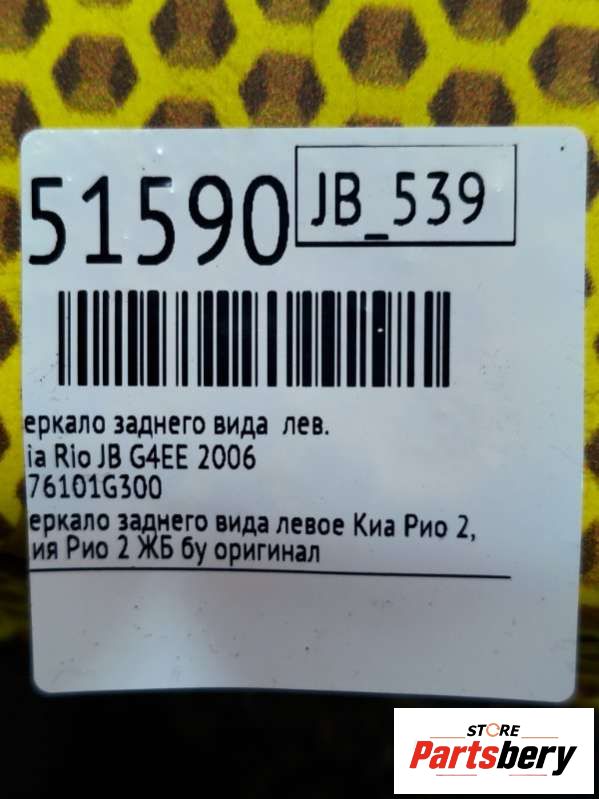 51590
JB_539
еркало заднего вида лев.
ia Rio JB G4EE 2006
76101G300
еркало заднего вида левое Киа Рио 2,
ия Рио 2 ЖБ бу оригинал
STORE
Partsbery